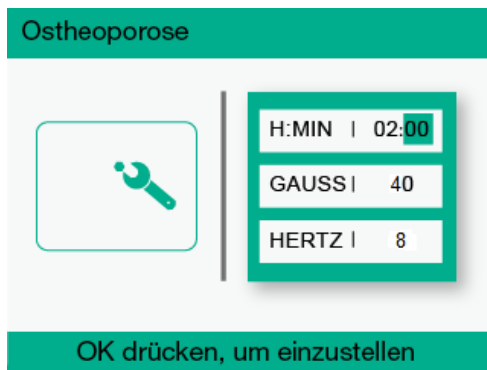 Ostheoporose
H:MIN | 02:00
GAUSS | 40
HERTZ | 8
OK drücken, um einzustellen